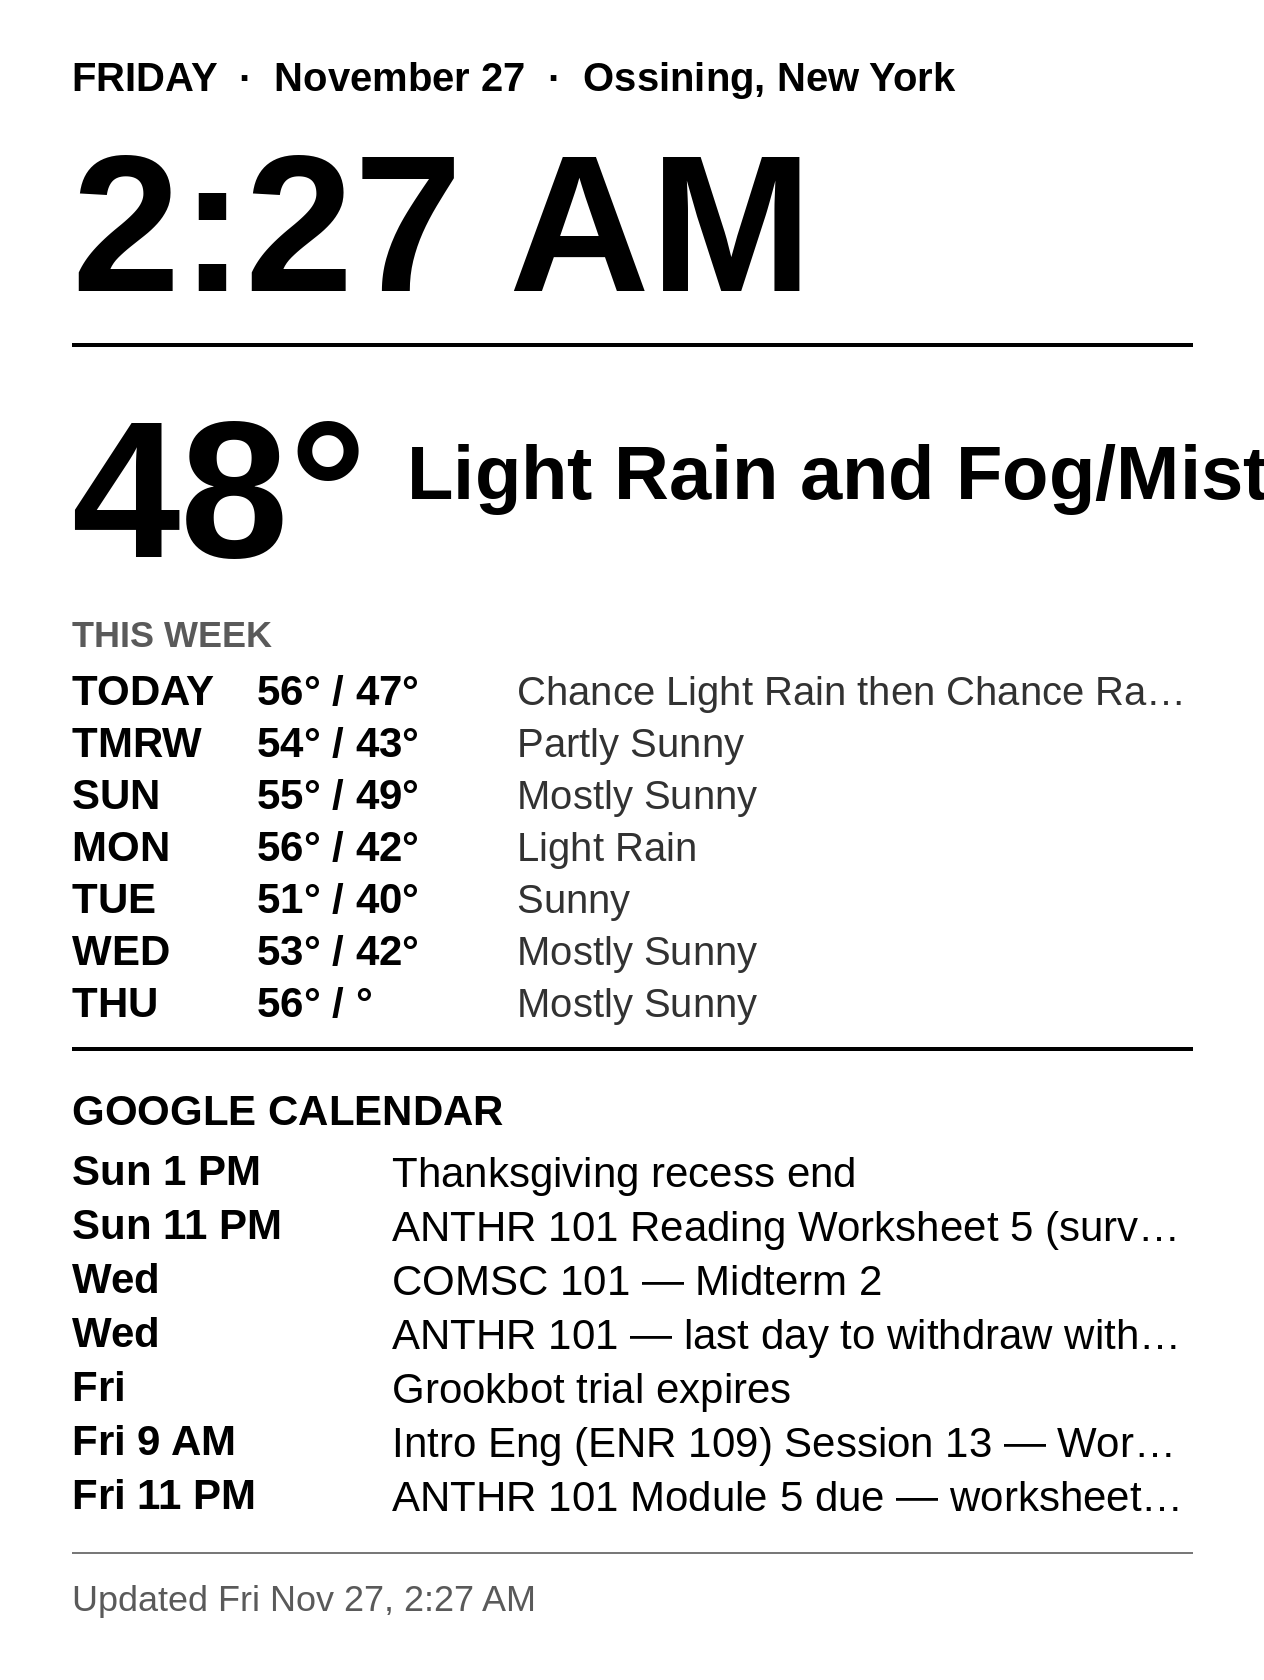 FRIDAY · November 27 · Ossining, New York
2:27 AM
48° Light Rain and Fog/Mist
THIS WEEK
TODAY 56° / 47° Chance Light Rain then Chance Ra…
TMRW 54° / 43° Partly Sunny
SUN 55° / 49° Mostly Sunny
MON 56° / 42° Light Rain
TUE 51° / 40° Sunny
WED 53° / 42° Mostly Sunny
THU 56° / ° Mostly Sunny
GOOGLE CALENDAR
Sun 1 PM Thanksgiving recess end
Sun 11 PM ANTHR 101 Reading Worksheet 5 (surv…
Wed COMSC 101 — Midterm 2
Wed ANTHR 101 — last day to withdraw with…
Fri Grookbot trial expires
Fri 9 AM Intro Eng (ENR 109) Session 13 — Wor…
Fri 11 PM ANTHR 101 Module 5 due — worksheet…
Updated Fri Nov 27, 2:27 AM